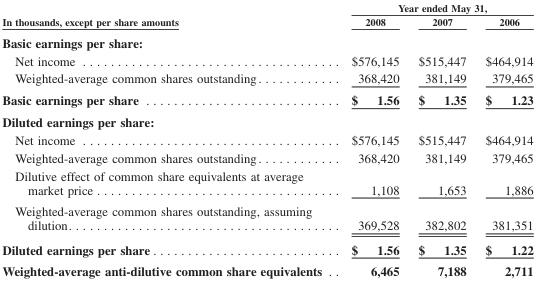 Year ended May 31,
In thousands, except per share amounts 2008 2007 2006
Basic earnings per share:
Net income . . . . . . . . . . . . . . . . . . . . . . . . . . . . . . . . . . . . . . $576,145 $515,447 $464,914
Weighted-average common shares outstanding . . . . . . . . . . . . 368,420 381,149 379,465
Basic earnings per share . . . . . . . . . . . . . . . . . . . . . . . . . . . . $ 1.56 $ 1.35 $ 1.23
Diluted earnings per share:
Net income . . . . . . . . . . . . . . . . . . . . . . . . . . . . . . . . . . . . . . $576,145 $515,447 $464,914
Weighted-average common shares outstanding . . . . . . . . . . . . 368,420 381,149 379,465
Dilutive effect of common share equivalents at average
market price . . . . . . . . . . . . . . . . . . . . . . . . . . . . . . . . . . . . 1,108 1,653 1,886
Weighted-average common shares outstanding, assuming
dilution . . . . . . . . . . . . . . . . . . . . . . . . . . . . . . . . . . . . . . . . 369,528 382,802 381,351
Diluted earnings per share . . . . . . . . . . . . . . . . . . . . . . . . . . . $ 1.56 $ 1.35 $ 1.22
Weighted-average anti-dilutive common share equivalents . . 6,465 7,188 2,711